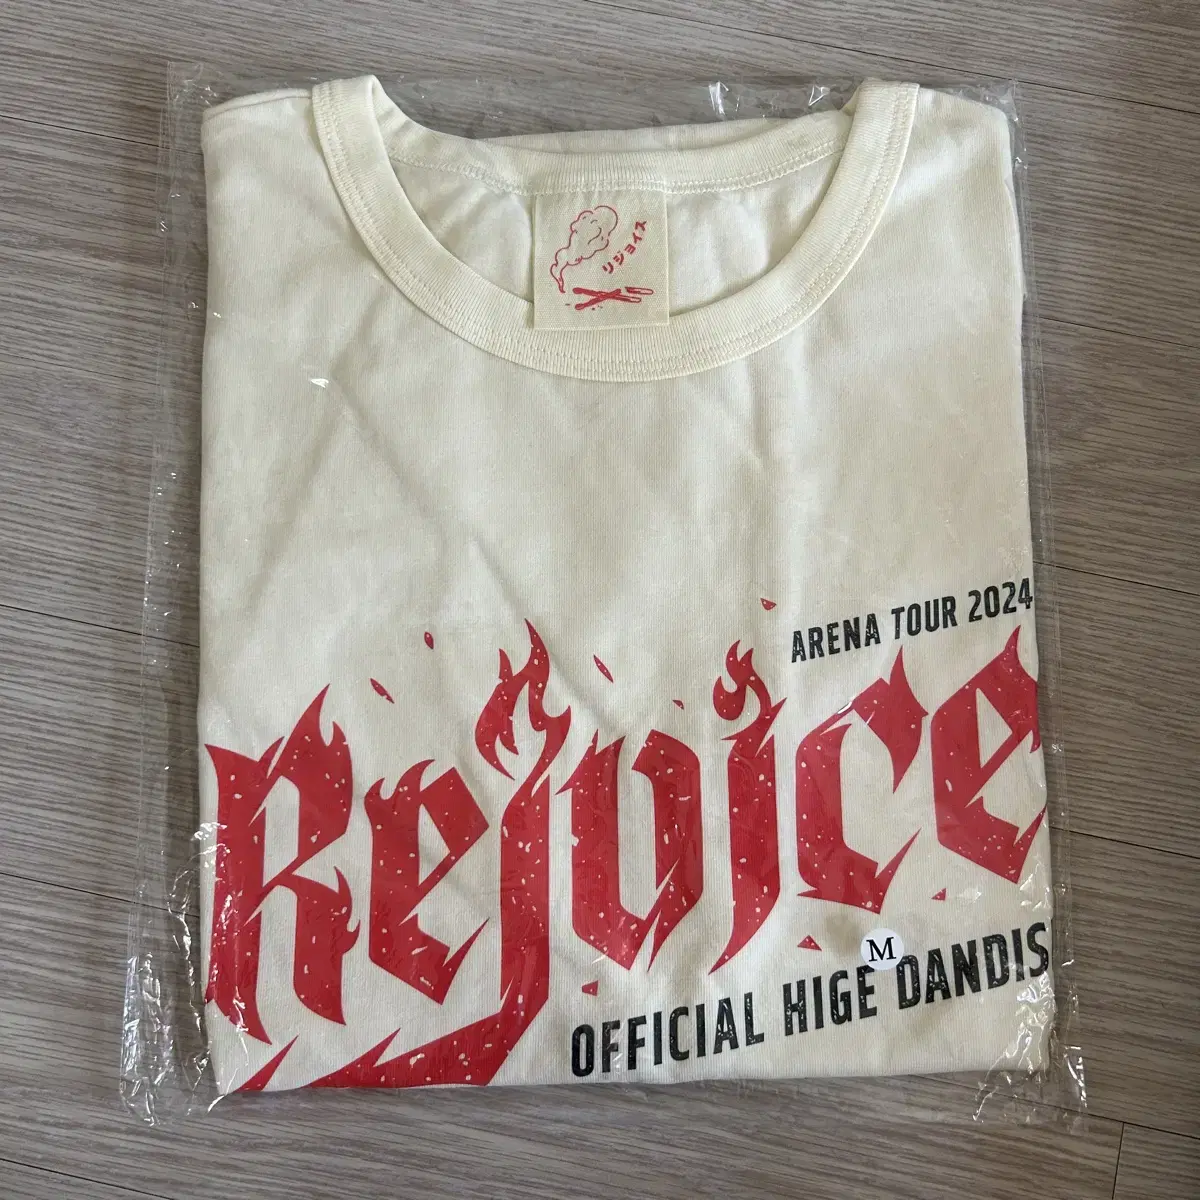 リジョイス
ARENA TOUR 2024
Rejoice
M
OFFICIAL HIGE DANDIS